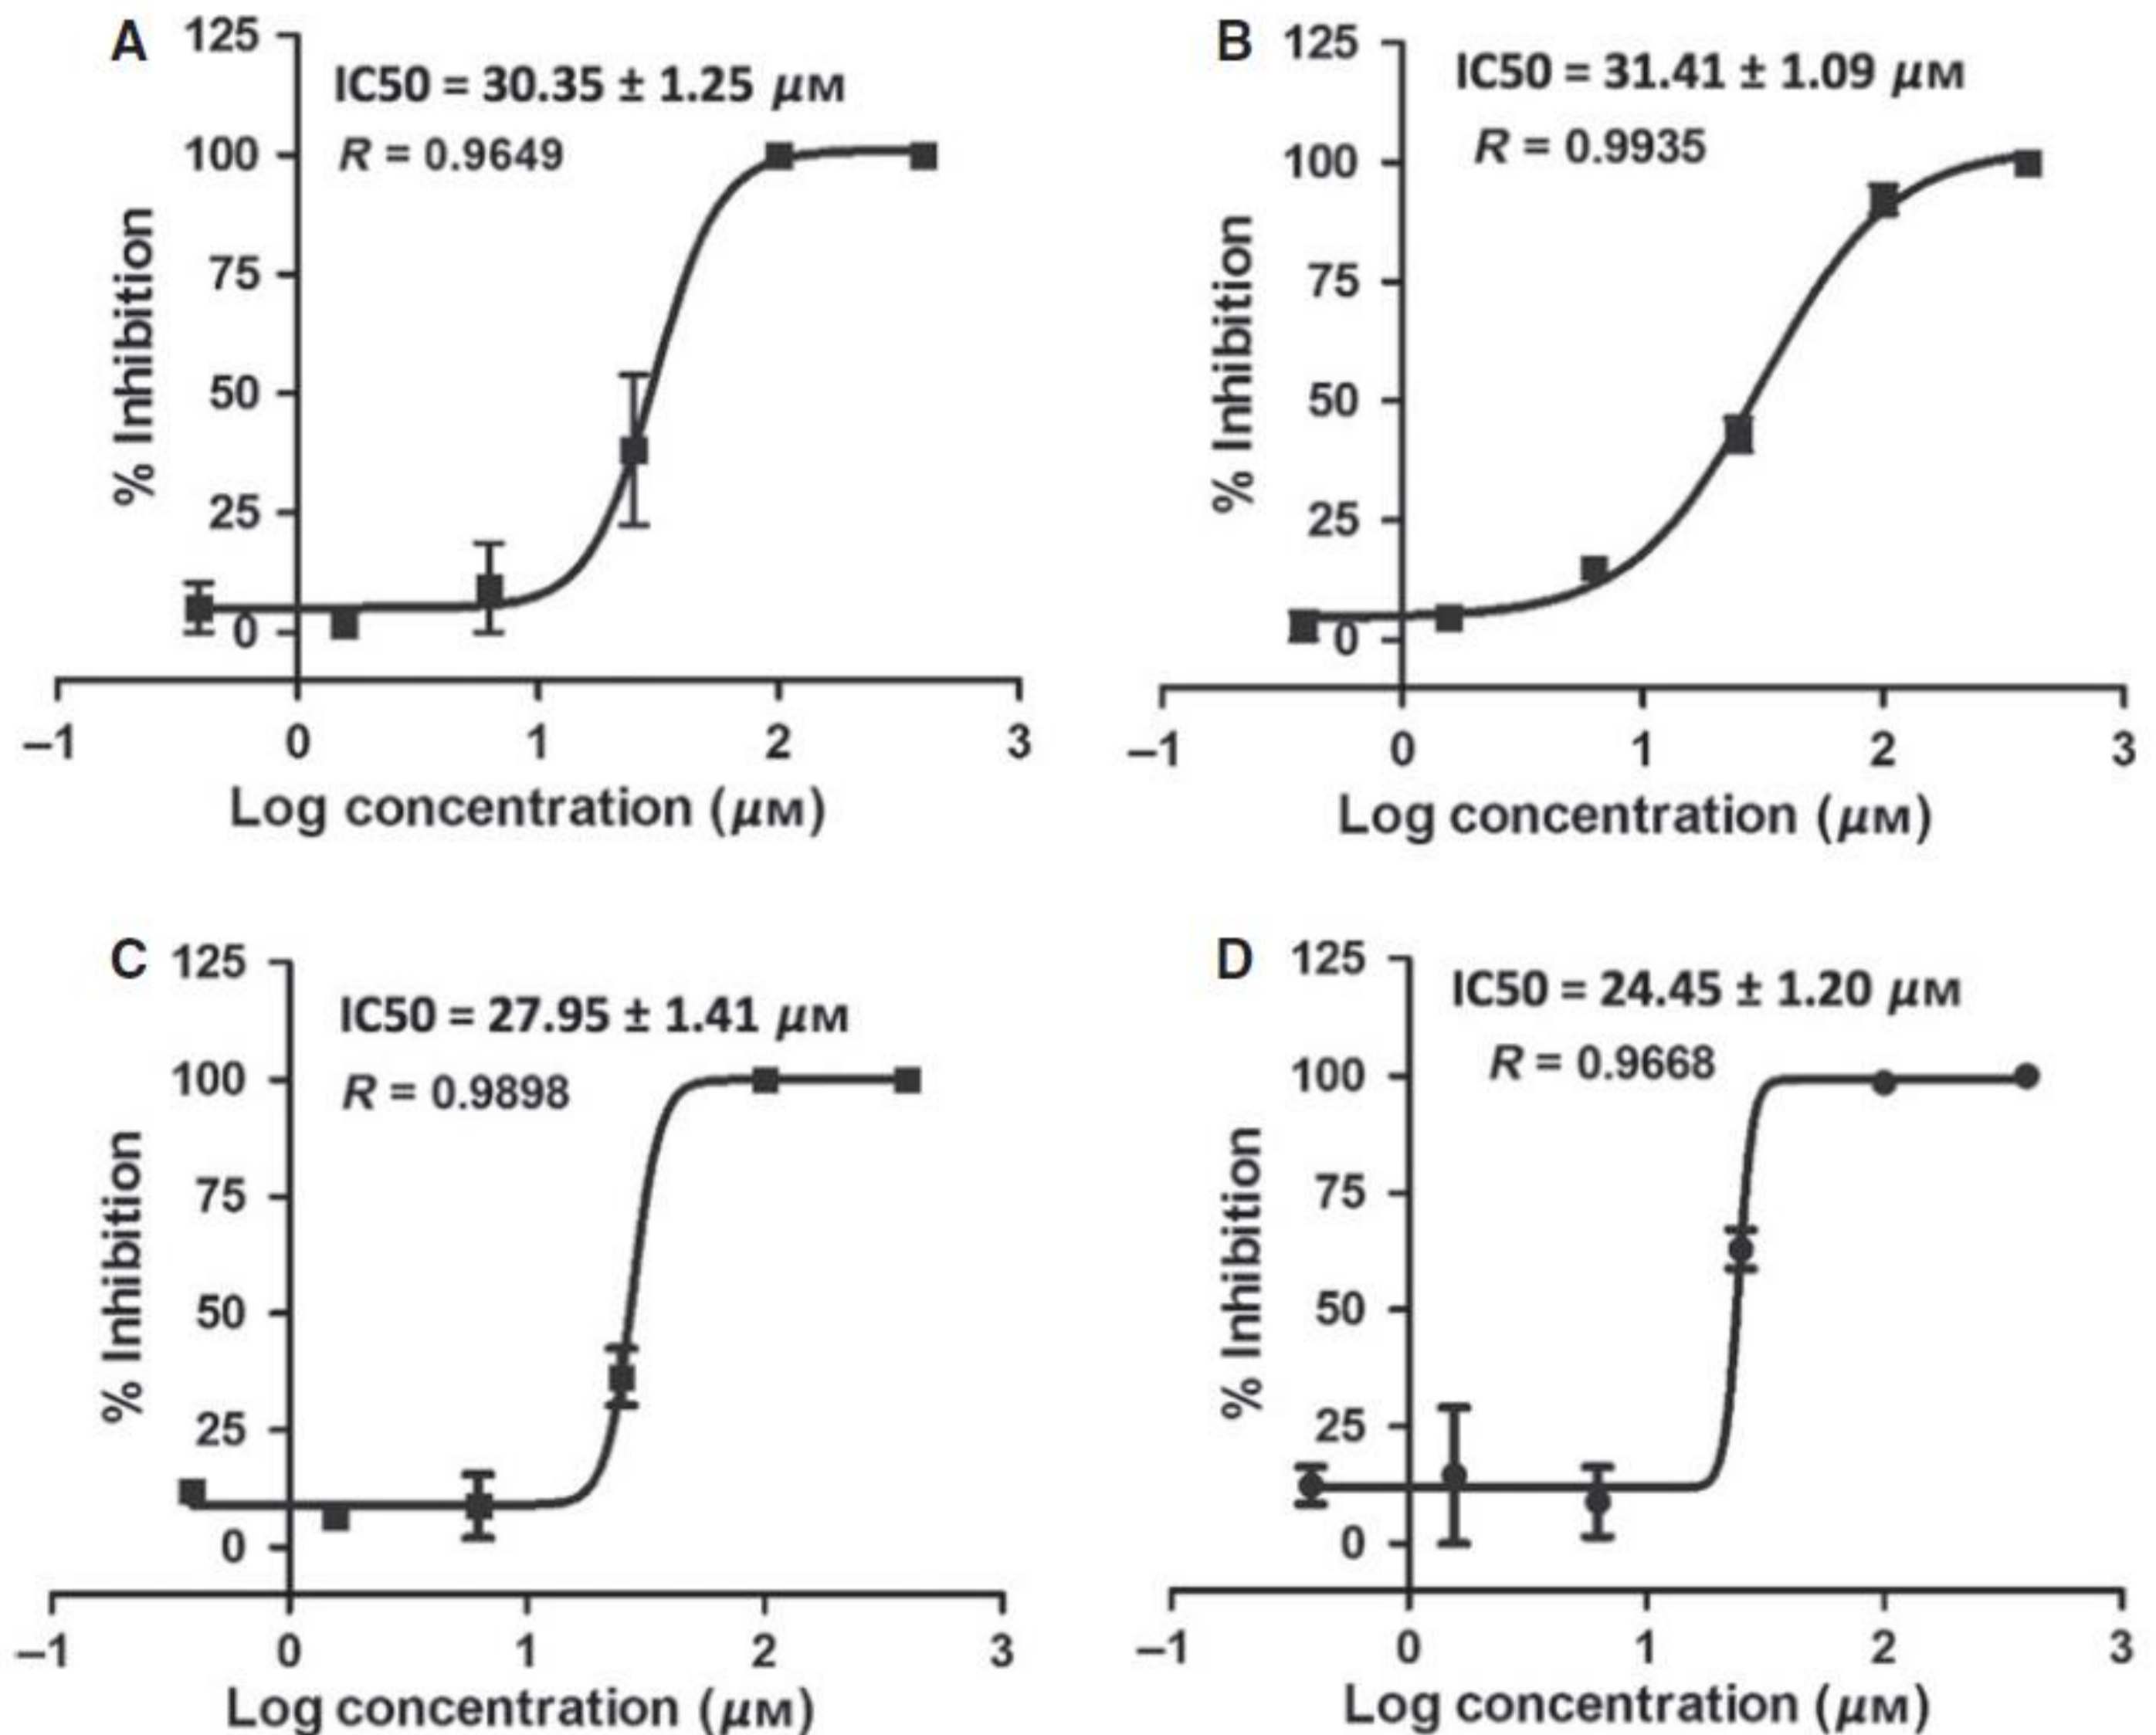 A
125
IC50 = 30.35 ± 1.25 μM
R = 0.9649
100
75
50
25
0
% Inhibition
–1 0 1 2 3
Log concentration (μM)
B
125
IC50 = 31.41 ± 1.09 μM
R = 0.9935
100
75
50
25
0
% Inhibition
–1 0 1 2 3
Log concentration (μM)
C
125
IC50 = 27.95 ± 1.41 μM
R = 0.9898
100
75
50
25
0
% Inhibition
–1 0 1 2 3
Log concentration (μM)
D
125
IC50 = 24.45 ± 1.20 μM
R = 0.9668
100
75
50
25
0
% Inhibition
–1 0 1 2 3
Log concentration (μM)